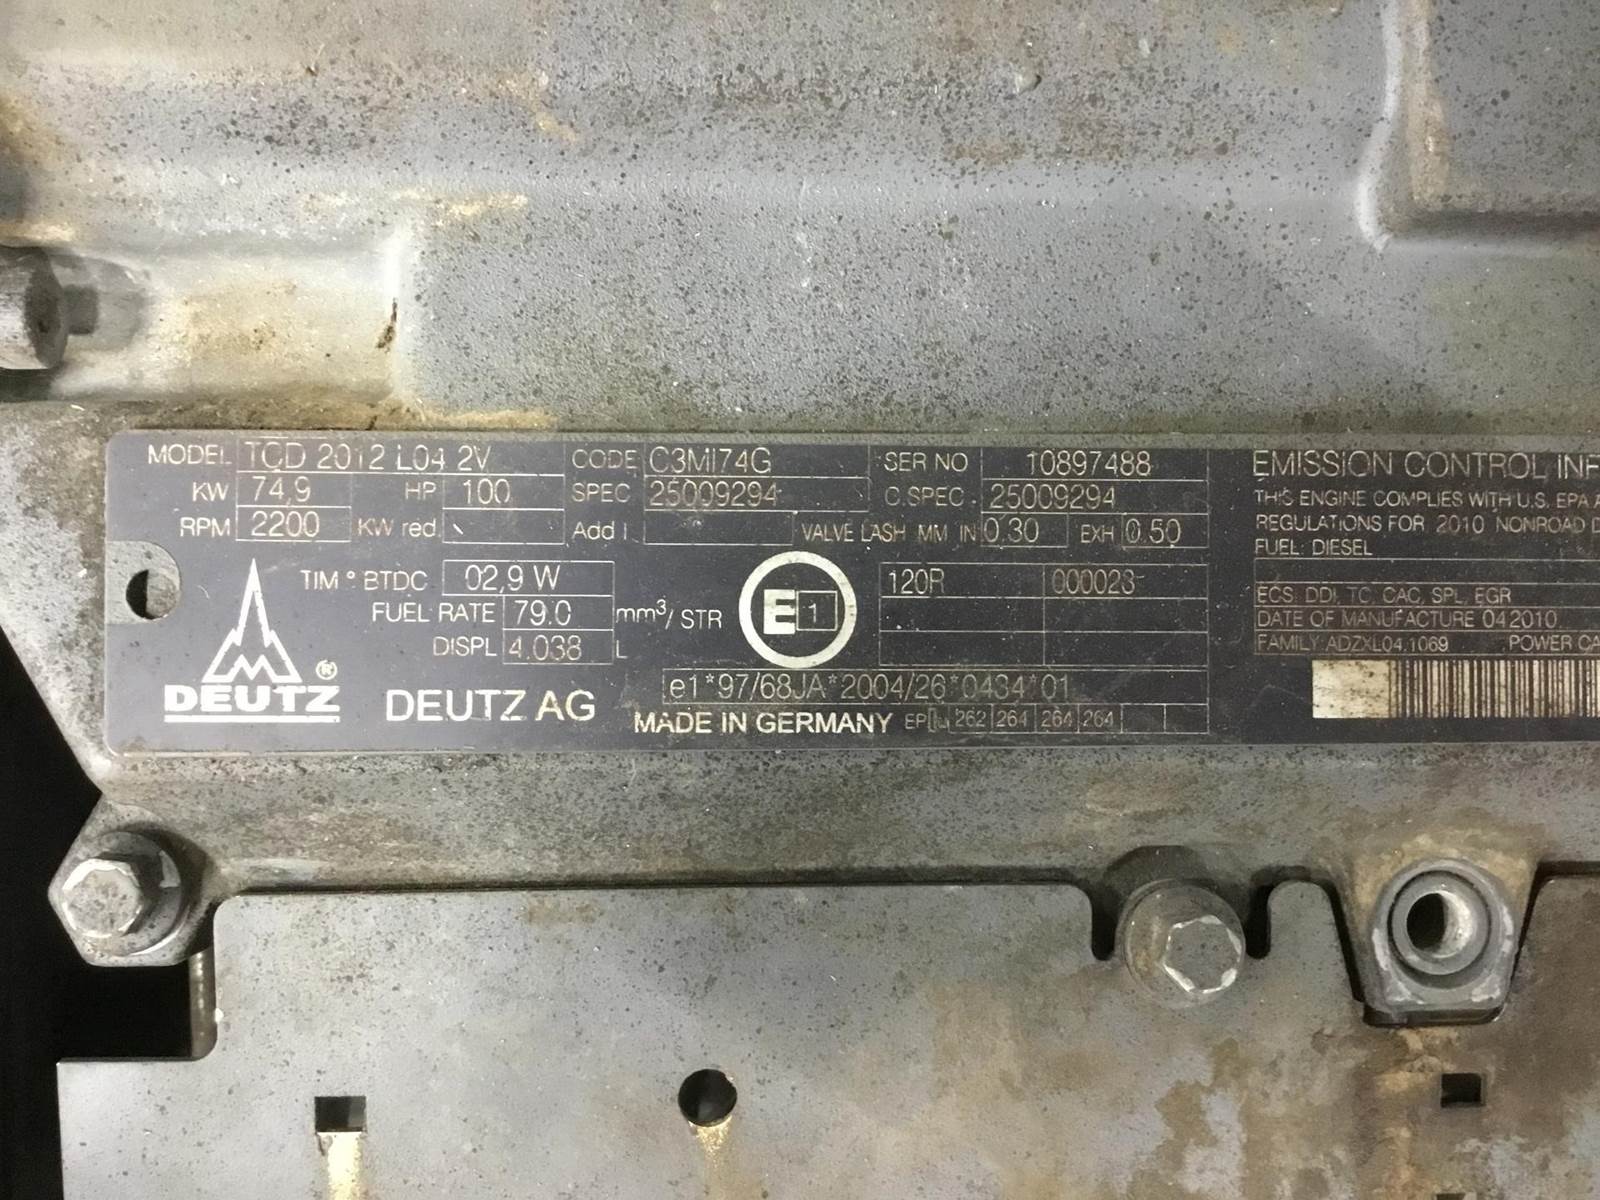 MODEL TCD 2012 L04 2V CODE C3MI74G SER NO 10897488
KW 74,9 HP 100 SPEC 25009294 C.SPEC 25009294
RPM 2200 KW red. Add VALVE LASH MM IN 0.30 EXH 0.50
TIM ° BTDC 02,9 W
FUEL RATE 79.0 mm³/ STR
DISPL 4.038 L
DEUTZ ®
DEUTZ AG
E 1
120R 000023
e1*97/68JA*2004/26*0434*01
MADE IN GERMANY 262 264 264 264
EMISSION CONTROL INF
THIS ENGINE COMPLIES WITH U.S. EPA A
REGULATIONS FOR 2010 NONROAD D
FUEL: DIESEL
ECS: DDI, TC, CAC, SPL, EGR
DATE OF MANUFACTURE 042010
FAMILY: ADZXL04.1069 POWER CA